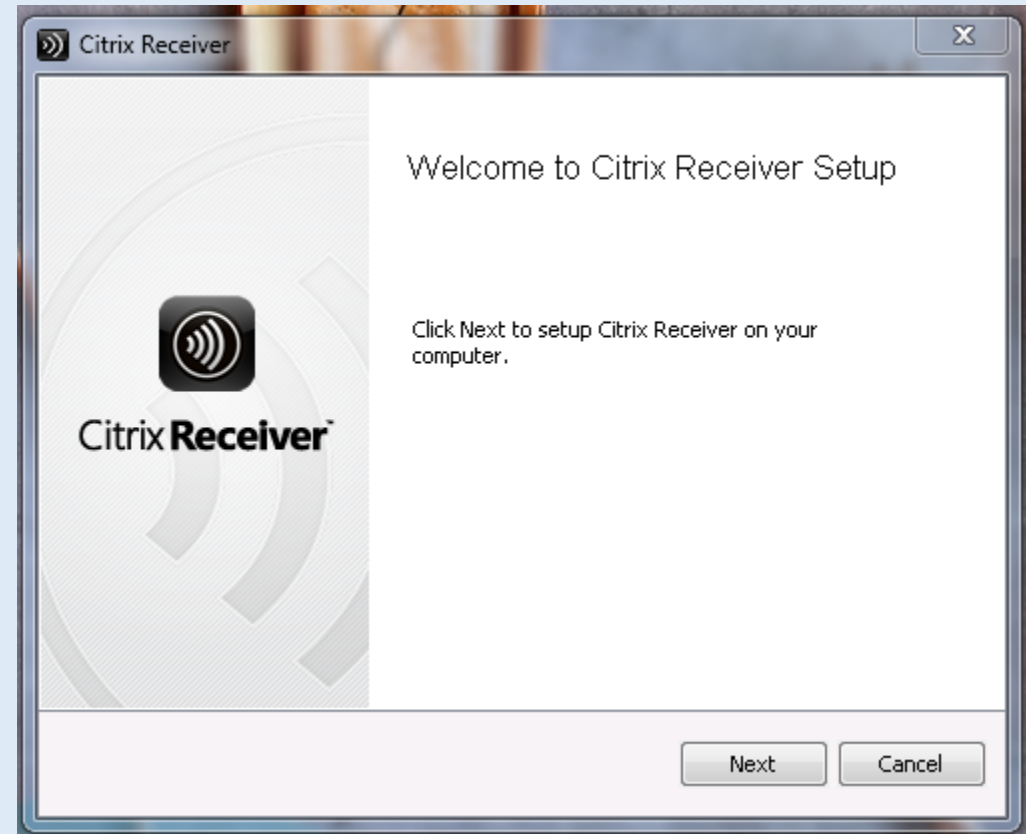 Citrix Receiver
Welcome to Citrix Receiver Setup
Click Next to setup Citrix Receiver on your
computer.
Citrix Receiver™
Next
Cancel